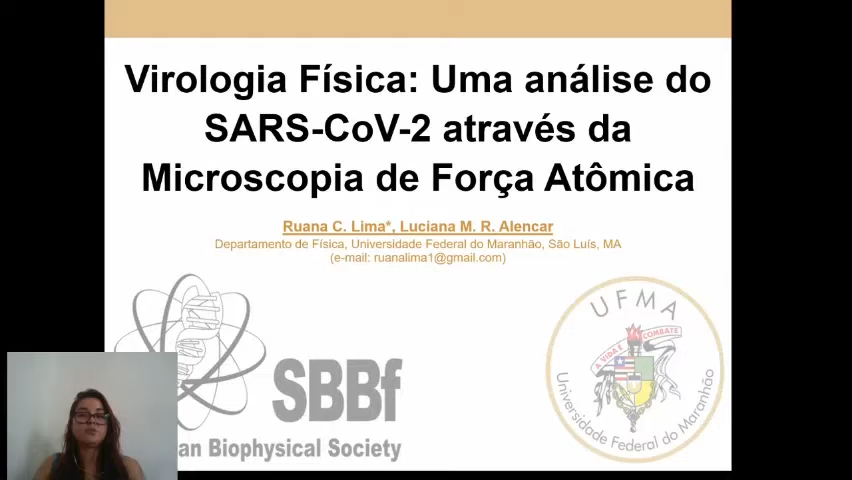 Virologia Física: Uma análise do
SARS-CoV-2 através da
Microscopia de Força Atômica
Ruana C. Lima*, Luciana M. R. Alencar
Departamento de Física, Universidade Federal do Maranhão, São Luís, MA
(e-mail: ruanalima1@gmail.com)
SBBf
an Biophysical Society
UFMA
A VIDA É COMBATE
Universidade Federal do Maranhão